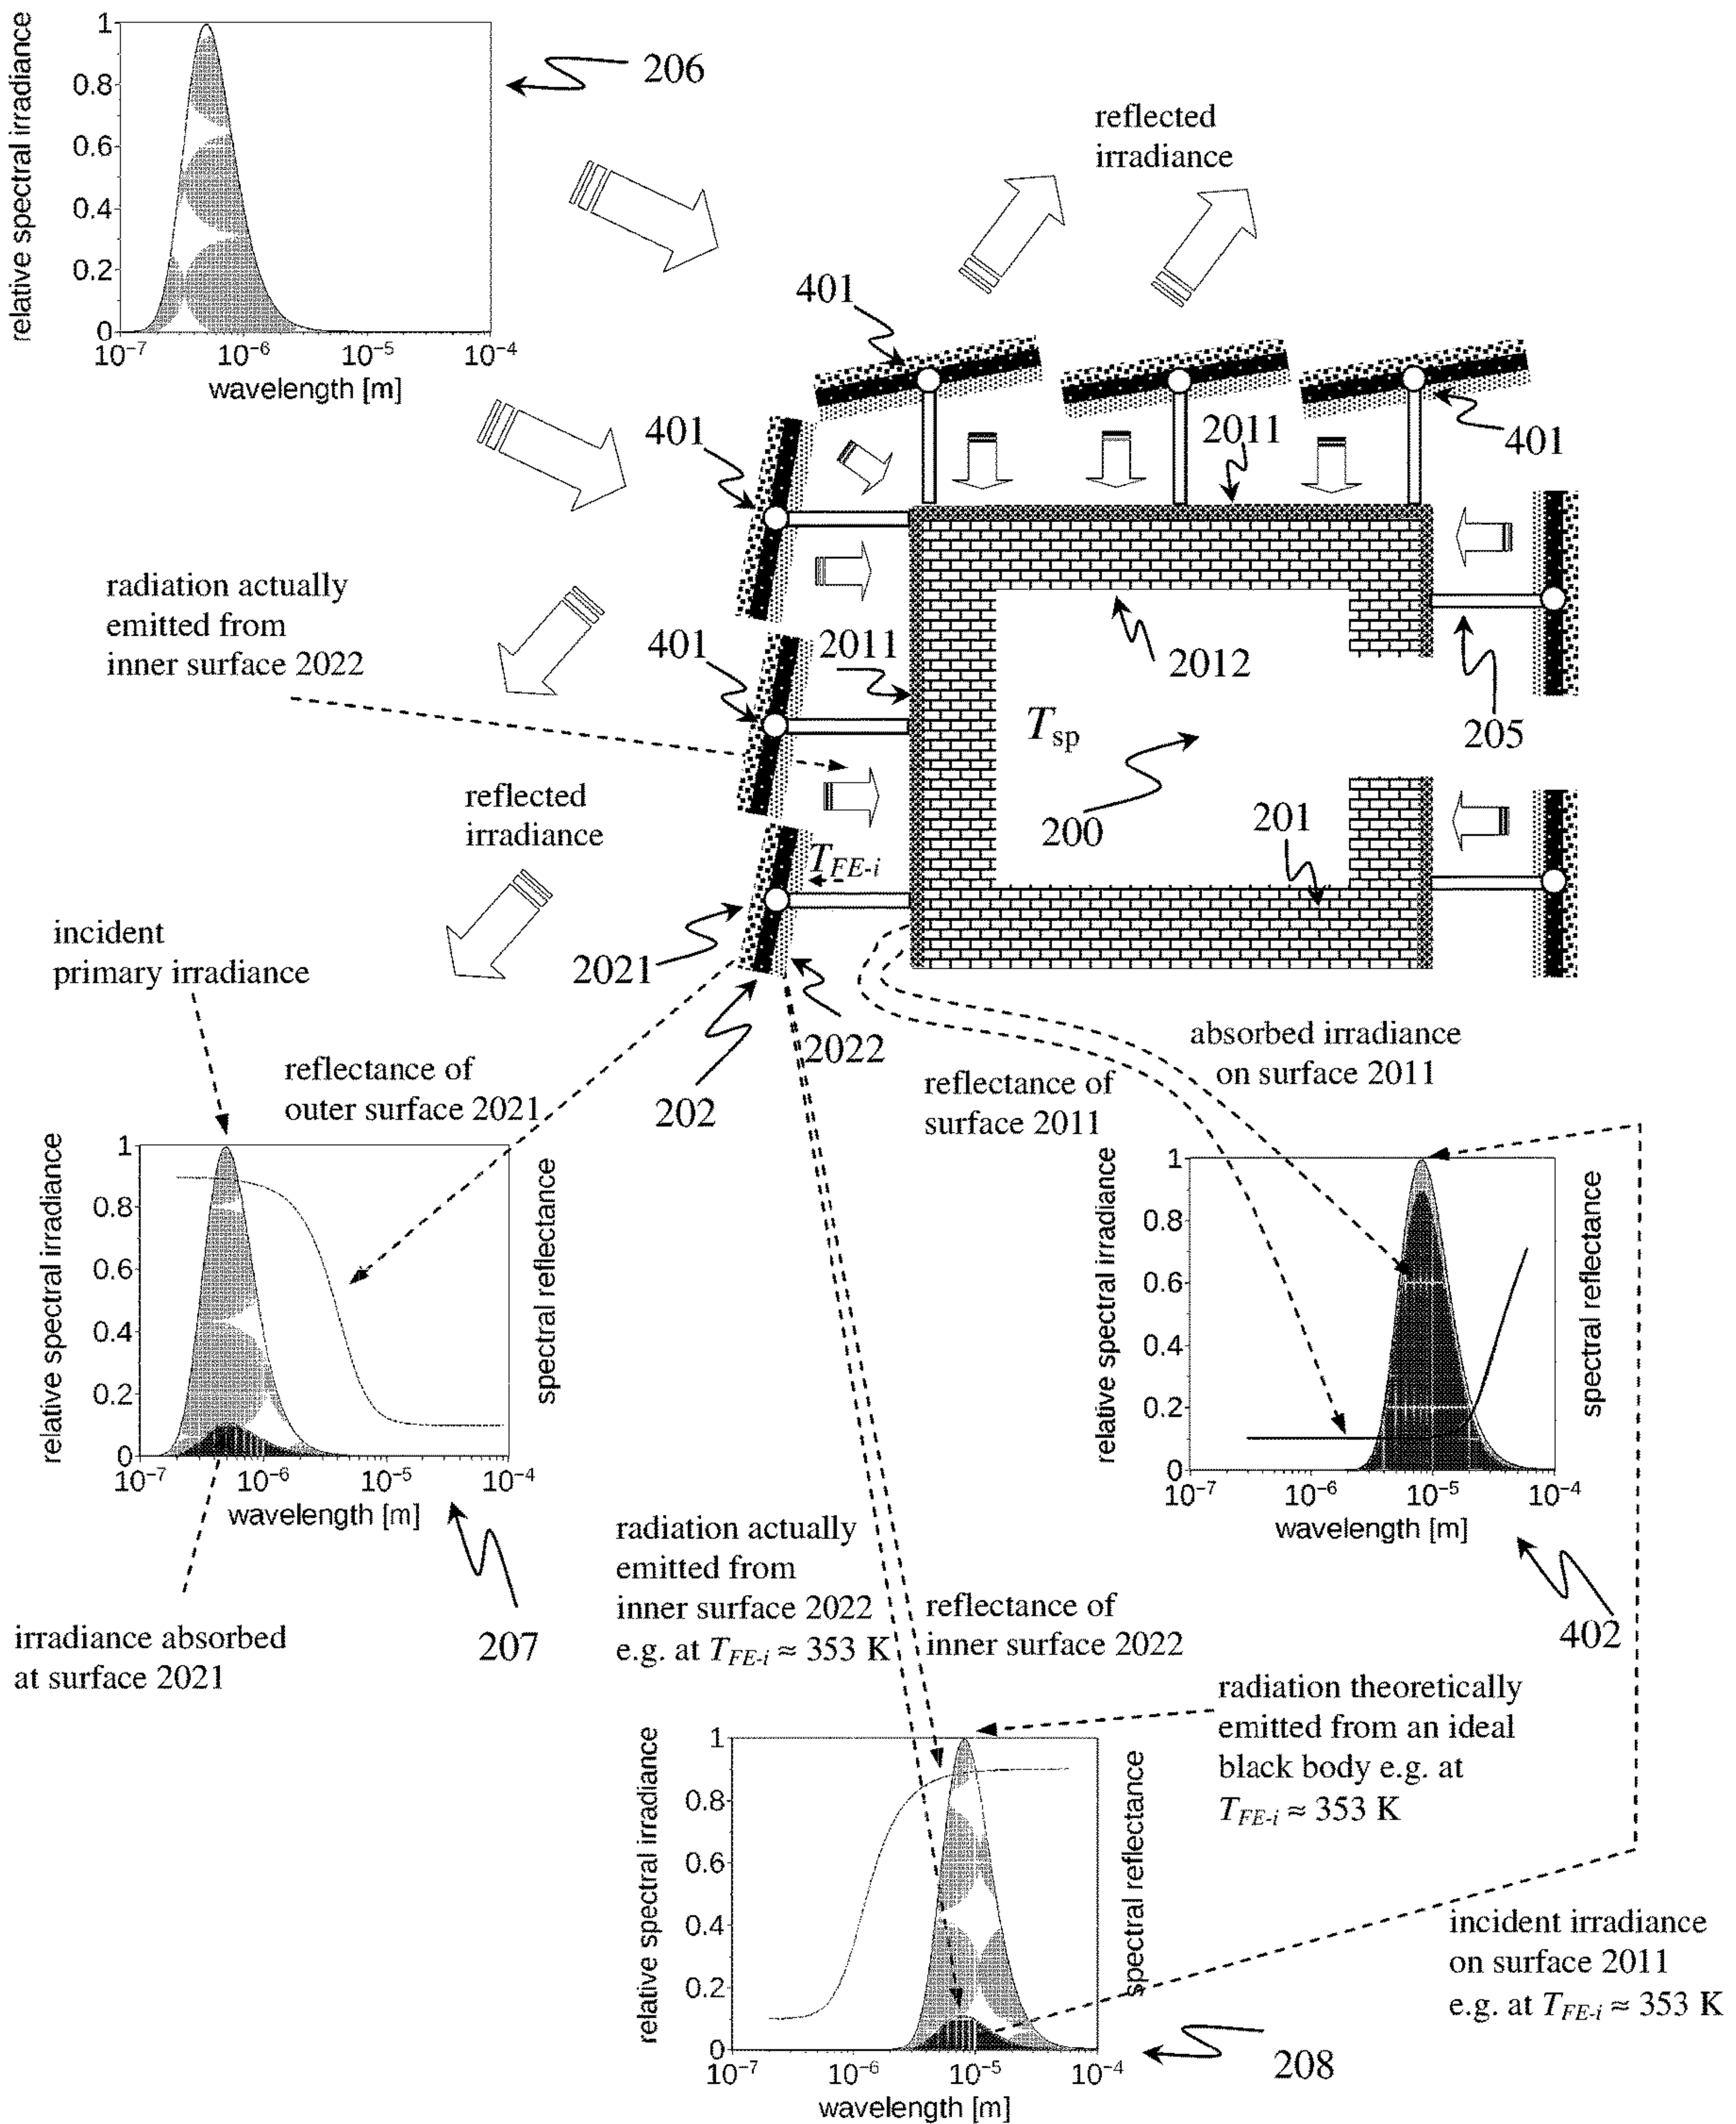 relative spectral irradiance
1
0.8
0.6
0.4
0.2
0
10⁻⁷
10⁻⁶
10⁻⁵
10⁻⁴
wavelength [m]
206
reflected
irradiance
401
401
2011
401
radiation actually
emitted from
inner surface 2022
401
2011
2012
T_sp
205
200
201
reflected
irradiance
T_FE-i
incident
primary irradiance
2021
2022
202
absorbed irradiance
on surface 2011
reflectance of
outer surface 2021
reflectance of
surface 2011
relative spectral irradiance
1
0.8
0.6
0.4
0.2
0
10⁻⁷
10⁻⁶
10⁻⁵
10⁻⁴
wavelength [m]
spectral reflectance
207
irradiance absorbed
at surface 2021
relative spectral irradiance
1
0.8
0.6
0.4
0.2
0
10⁻⁷
10⁻⁶
10⁻⁵
10⁻⁴
wavelength [m]
spectral reflectance
402
radiation actually
emitted from
inner surface 2022
e.g. at T_FE-i ≈ 353 K
reflectance of
inner surface 2022
radiation theoretically
emitted from an ideal
black body e.g. at
T_FE-i ≈ 353 K
relative spectral irradiance
1
0.8
0.6
0.4
0.2
0
10⁻⁷
10⁻⁶
10⁻⁵
10⁻⁴
wavelength [m]
spectral reflectance
incident irradiance
on surface 2011
e.g. at T_FE-i ≈ 353 K
208